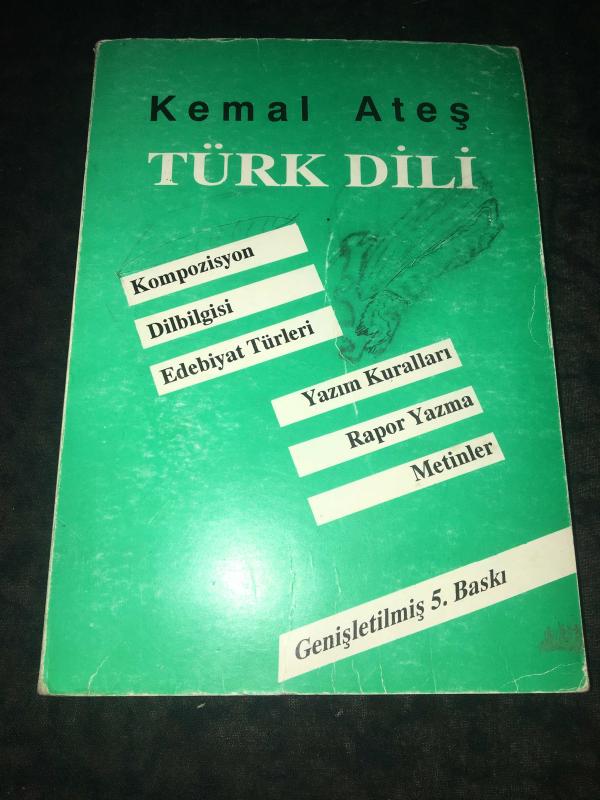 Kemal Ateş
TÜRK DİLİ
Kompozisyon
Dilbilgisi
Edebiyat Türleri
Yazım Kuralları
Rapor Yazma
Metinler
Genişletilmiş 5. Baskı